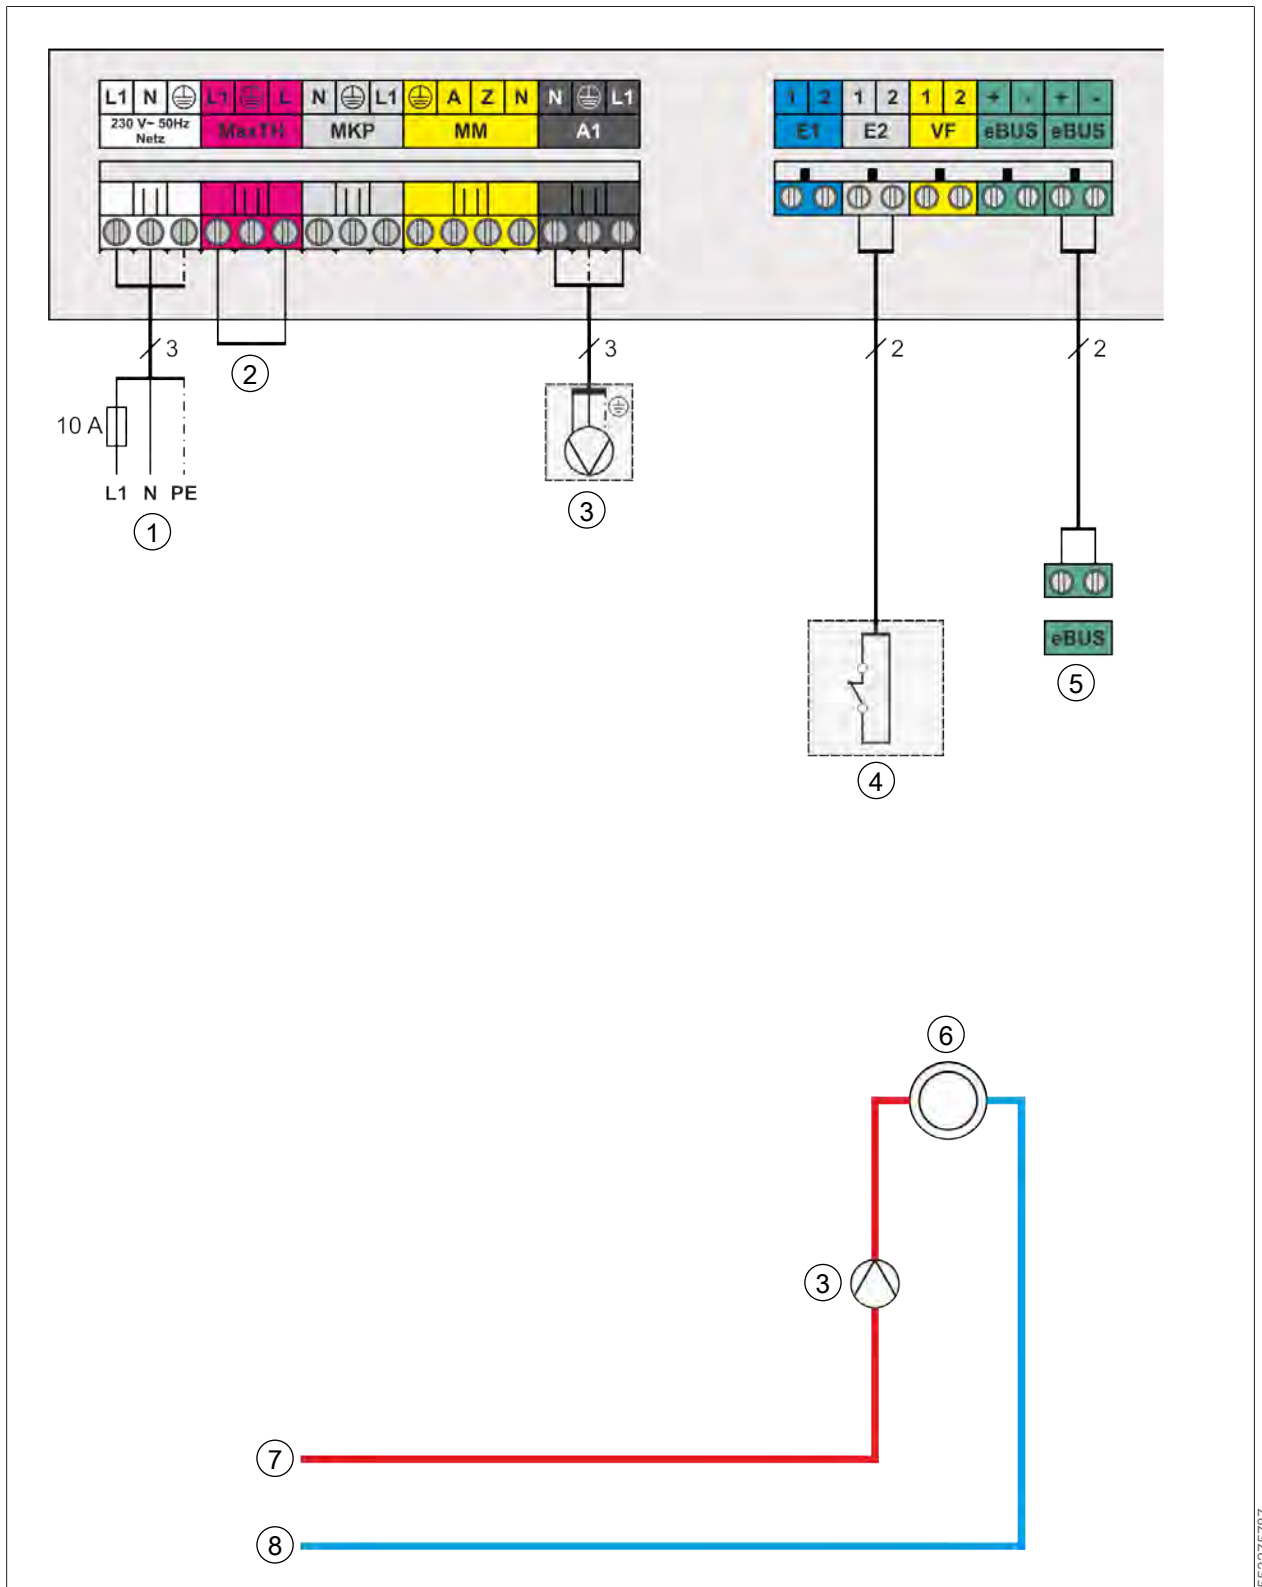 L1 N L1 L N L1 A Z N N L1 1 2 1 2 1 2 + - + -
230 V~ 50Hz
Netz
MaxTH MKP MM A1 E1 E2 VF eBUS eBUS
3 3 2 2
2
10 A
L1 N PE
1
3
eBUS
5
4
6
3
7
8